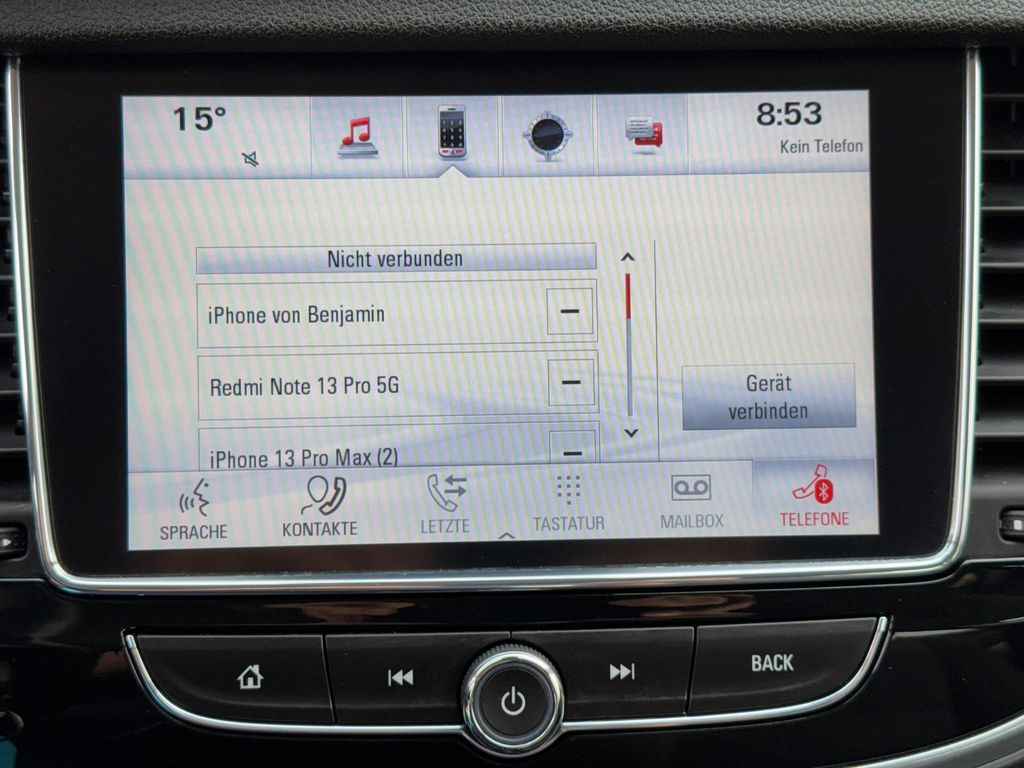 15°
8:53
Kein Telefon
Nicht verbunden
iPhone von Benjamin
Redmi Note 13 Pro 5G
iPhone 13 Pro Max (2)
Gerät
verbinden
SPRACHE
KONTAKTE
LETZTE
TASTATUR
MAILBOX
TELEFONE
BACK